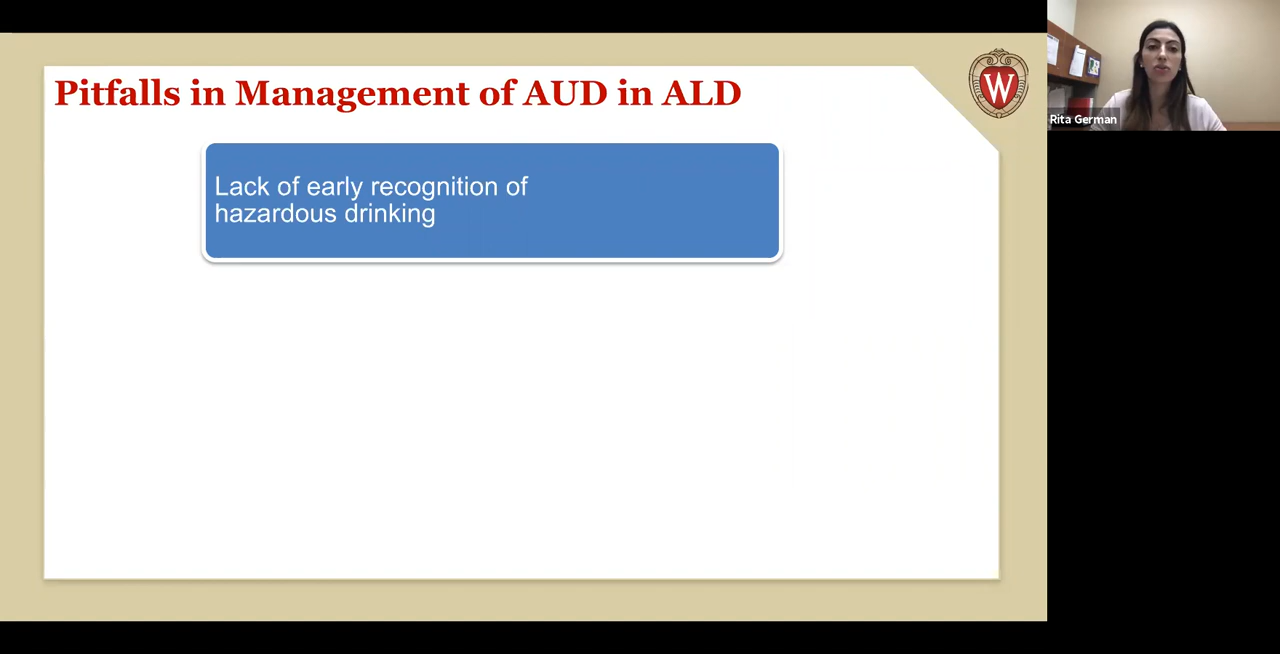 Pitfalls in Management of AUD in ALD
W
Rita German
Lack of early recognition of
hazardous drinking